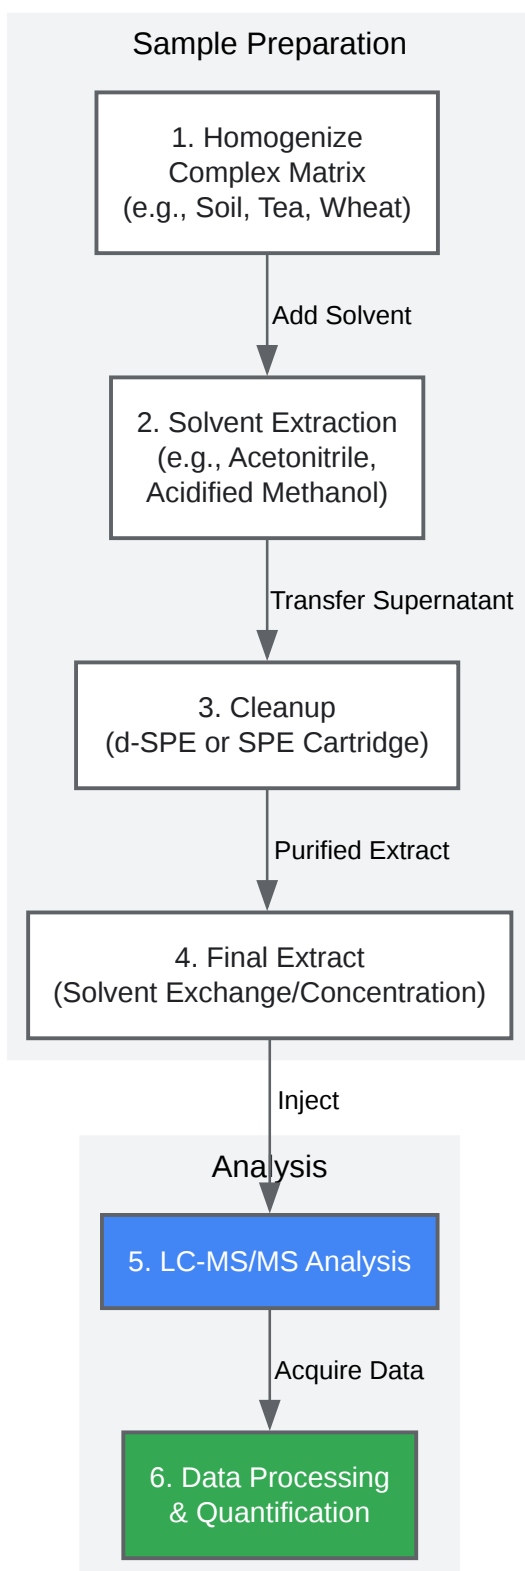 Sample Preparation
1. Homogenize
Complex Matrix
(e.g., Soil, Tea, Wheat)
Add Solvent
2. Solvent Extraction
(e.g., Acetonitrile,
Acidified Methanol)
Transfer Supernatant
3. Cleanup
(d-SPE or SPE Cartridge)
Purified Extract
4. Final Extract
(Solvent Exchange/Concentration)
Inject
Analysis
5. LC-MS/MS Analysis
Acquire Data
6. Data Processing
& Quantification